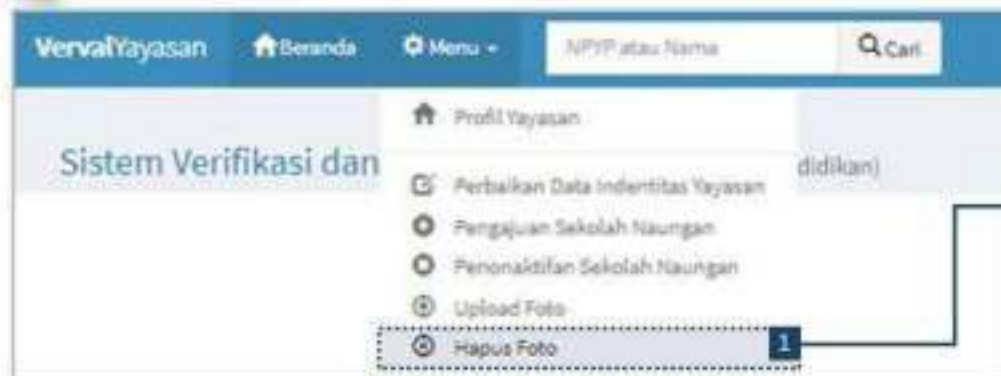 VervalYayasan Beranda Menu NPYP atau Nama Cari
Profil Yayasan
Sistem Verifikasi dan didikan)
Perbaikan Data Indentitas Yayasan
Pengajuan Sekolah Naungan
Penonaktifan Sekolah Naungan
Upload Foto
Hapus Foto 1